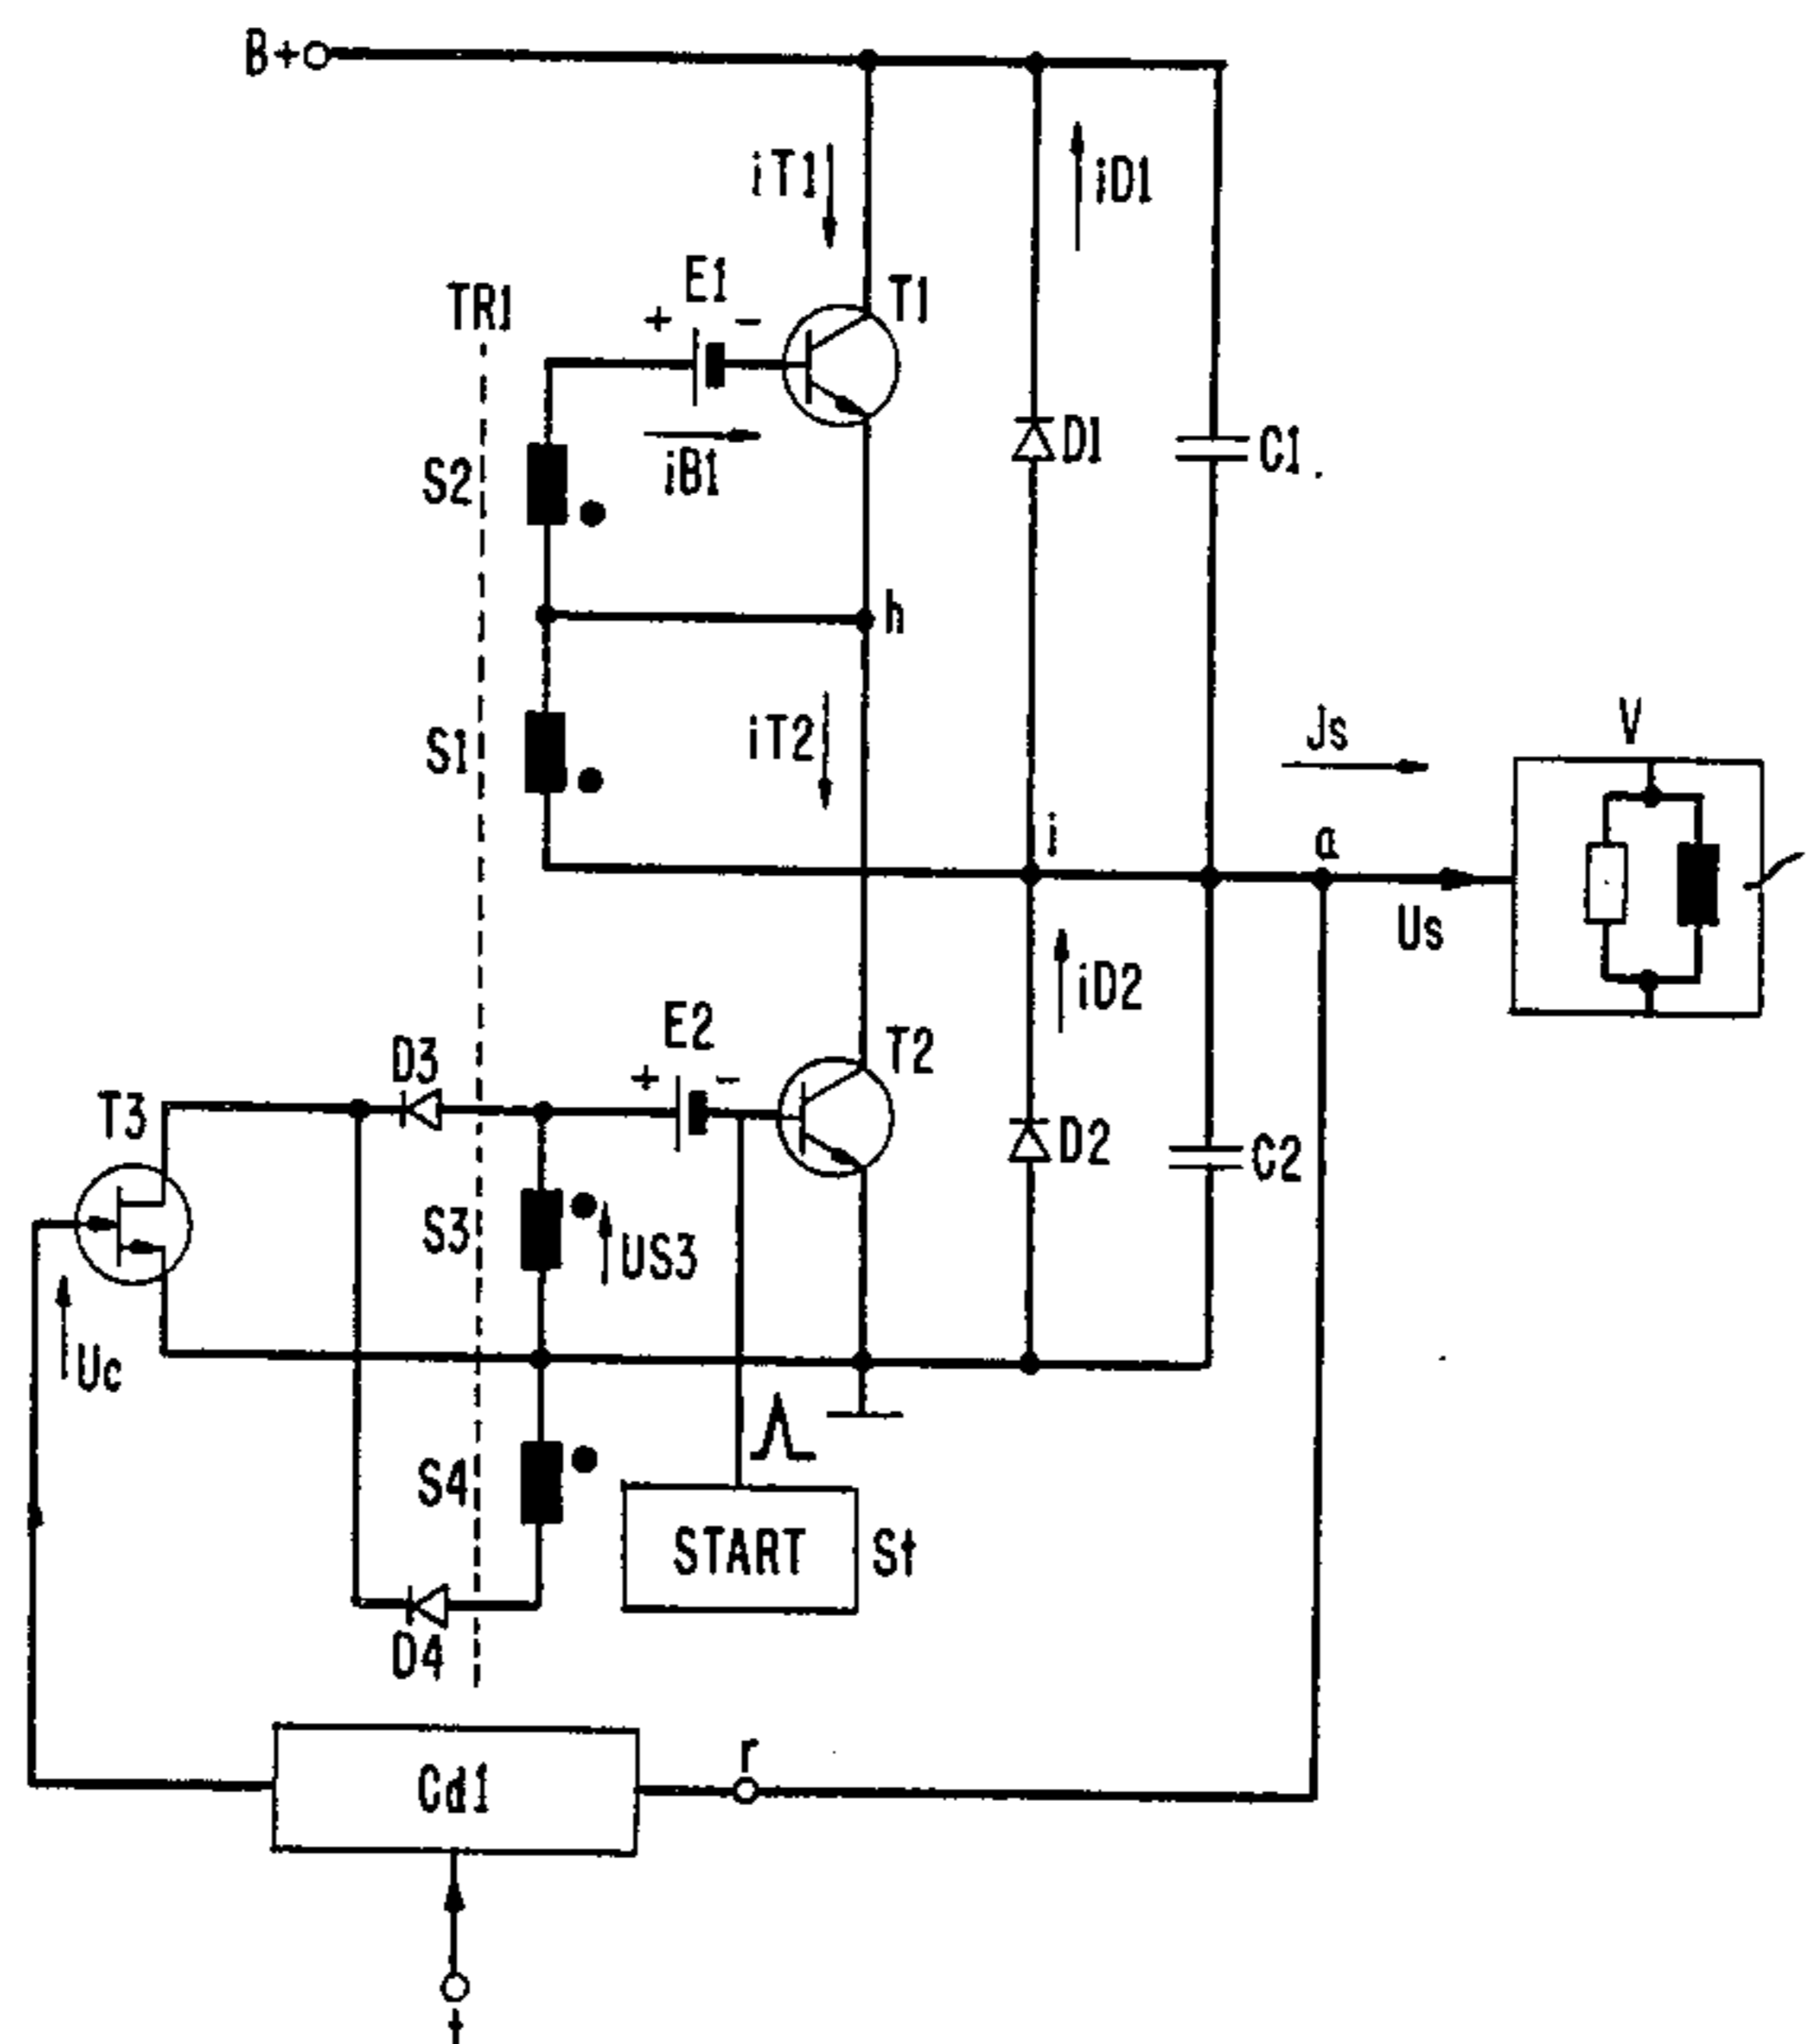 B+
iT1
iD1
TR1
E1
T1
+ -
iB1
D1
C1
S2
h
S1
iT2
Js
V
j
a
Us
iD2
E2
T2
D3
+ -
T3
D2
C2
S3
US3
Uc
S4
START
St
D4
Cd1
r
t